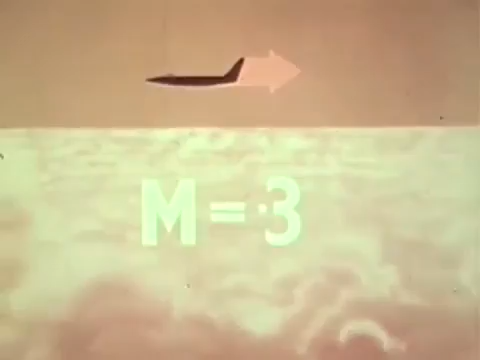 M = .3